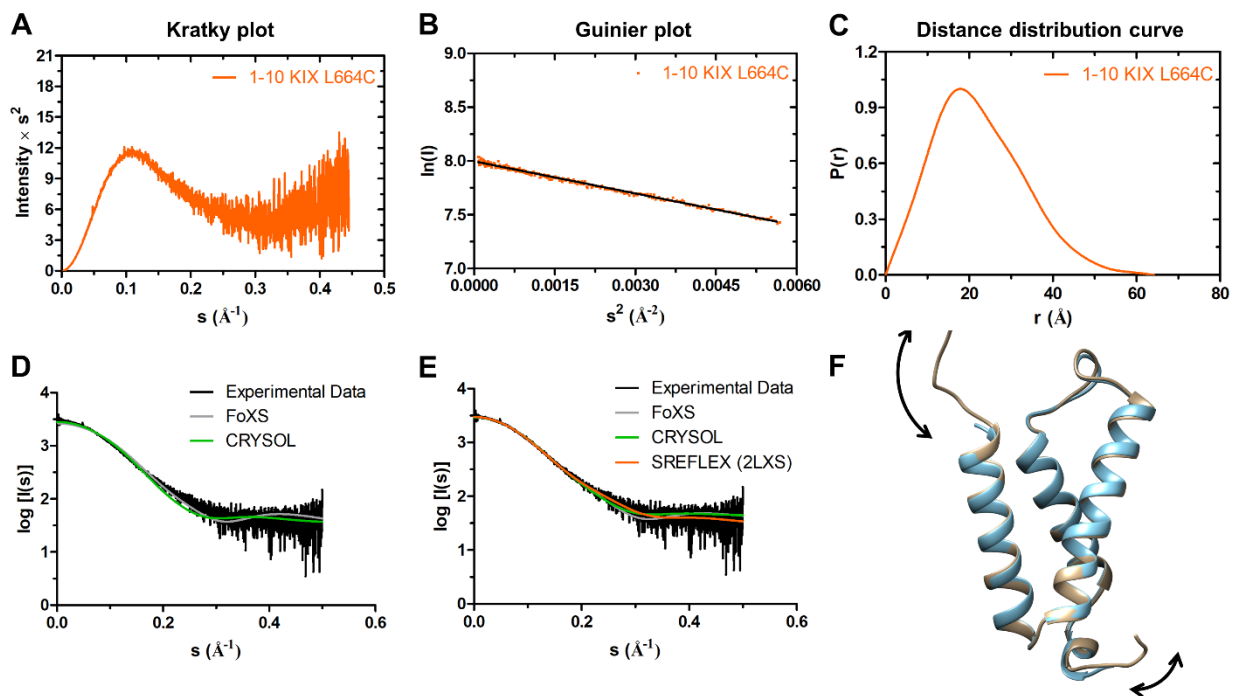 A
Kratky plot
1-10 KIX L664C
Intensity × s2
21
18
15
12
9
6
3
0
0.0
0.1
0.2
0.3
0.4
0.5
s (Å-1)
B
Guinier plot
1-10 KIX L664C
ln(I)
9.0
8.5
8.0
7.5
7.0
0.0000
0.0015
0.0030
0.0045
0.0060
s2 (Å-2)
C
Distance distribution curve
1-10 KIX L664C
P(r)
1.2
0.9
0.6
0.3
0.0
0
20
40
60
80
r (Å)
D
Experimental Data
FoXS
CRYSOL
log [I(s)]
4
3
2
1
0
0.0
0.2
0.4
0.6
s (Å-1)
E
Experimental Data
FoXS
CRYSOL
SREFLEX (2LXS)
log [I(s)]
4
3
2
1
0
0.0
0.2
0.4
0.6
s (Å-1)
F